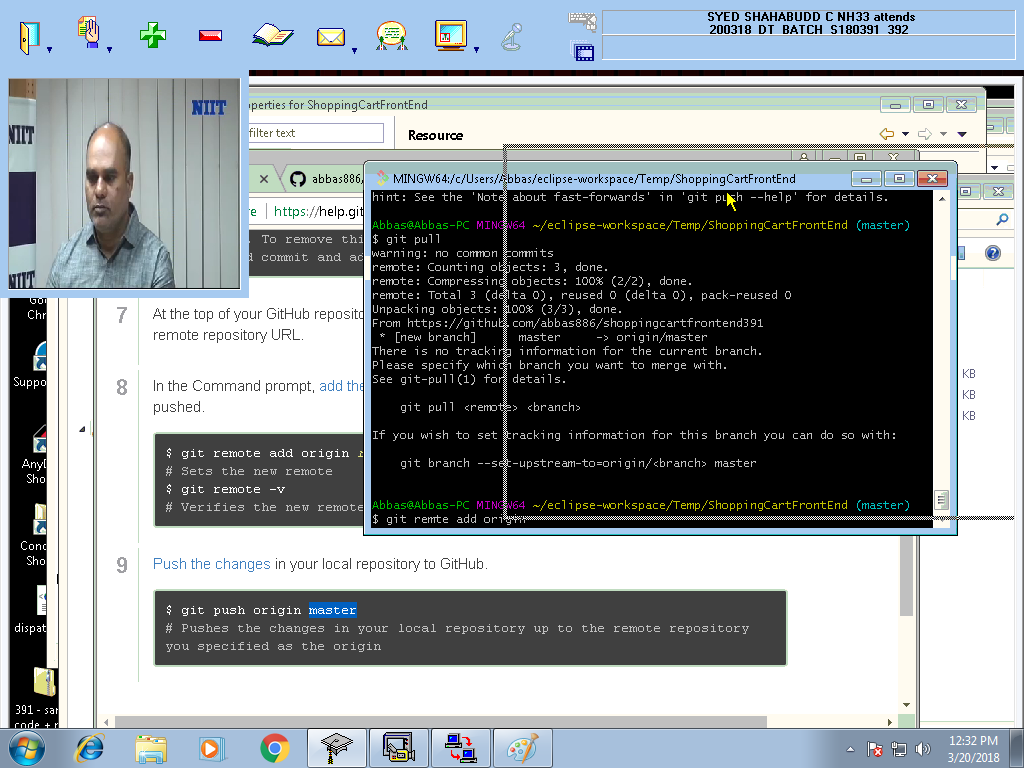 SYED SHAHABUDD C NH33 attends
200318_DT_BATCH_S180391_392
NIIT
NIIT
NIIT
NIIT
operties for ShoppingCartFrontEnd
filter text
Resource
abbas886,
https://help.git
. To remove this
d commit and ad
7
At the top of your GitHub reposito
remote repository URL.
8
In the Command prompt, add the
pushed.
$ git remote add origin
# Sets the new remote
$ git remote -v
# Verifies the new remote
9
Push the changes in your local repository to GitHub.
$ git push origin master
# Pushes the changes in your local repository up to the remote repository
you specified as the origin
MINGW64:/c/Users/Abbas/eclipse-workspace/Temp/ShoppingCartFrontEnd
hint: See the 'Note about fast-forwards' in 'git push --help' for details.
Abbas@Abbas-PC MINGW64 ~/eclipse-workspace/Temp/ShoppingCartFrontEnd (master)
$ git pull
warning: no common commits
remote: Counting objects: 3, done.
remote: Compressing objects: 100% (2/2), done.
remote: Total 3 (delta 0), reused 0 (delta 0), pack-reused 0
Unpacking objects: 100% (3/3), done.
From https://github.com/abbas886/shoppingcartfrontend391
* [new branch] master -> origin/master
There is no tracking information for the current branch.
Please specify which branch you want to merge with.
See git-pull(1) for details.
git pull <remote> <branch>
If you wish to set tracking information for this branch you can do so with:
git branch --set-upstream-to=origin/<branch> master
Abbas@Abbas-PC MINGW64 ~/eclipse-workspace/Temp/ShoppingCartFrontEnd (master)
$ git remte add origin
KB
KB
KB
Chr
Suppo
AnyD
Sho
Cond
Sho
dispat
391 - sar
code + r
12:32 PM
3/20/2018